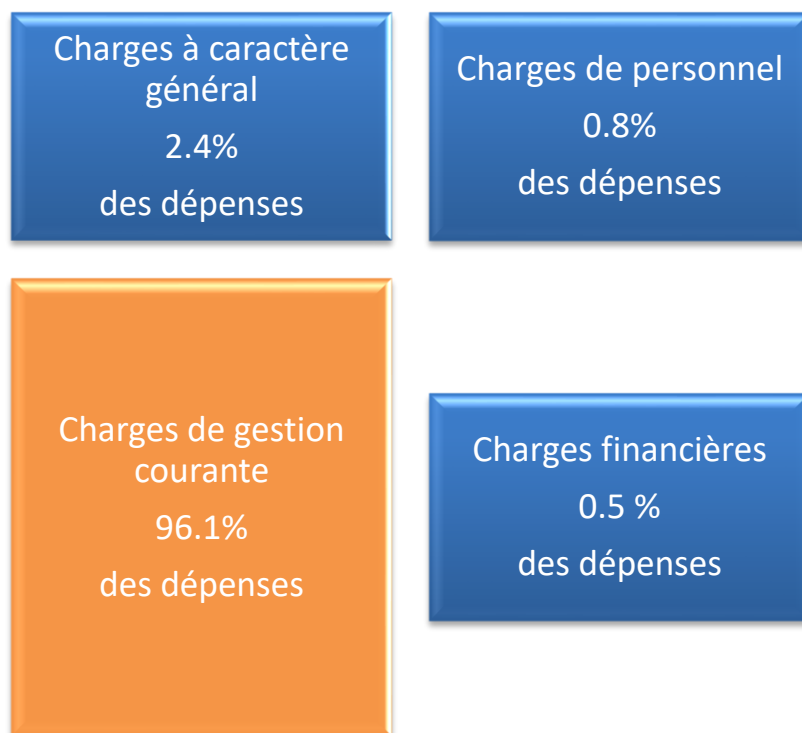 Charges à caractère
général
2.4%
des dépenses
Charges de personnel
0.8%
des dépenses
Charges de gestion
courante
96.1%
des dépenses
Charges financières
0.5 %
des dépenses